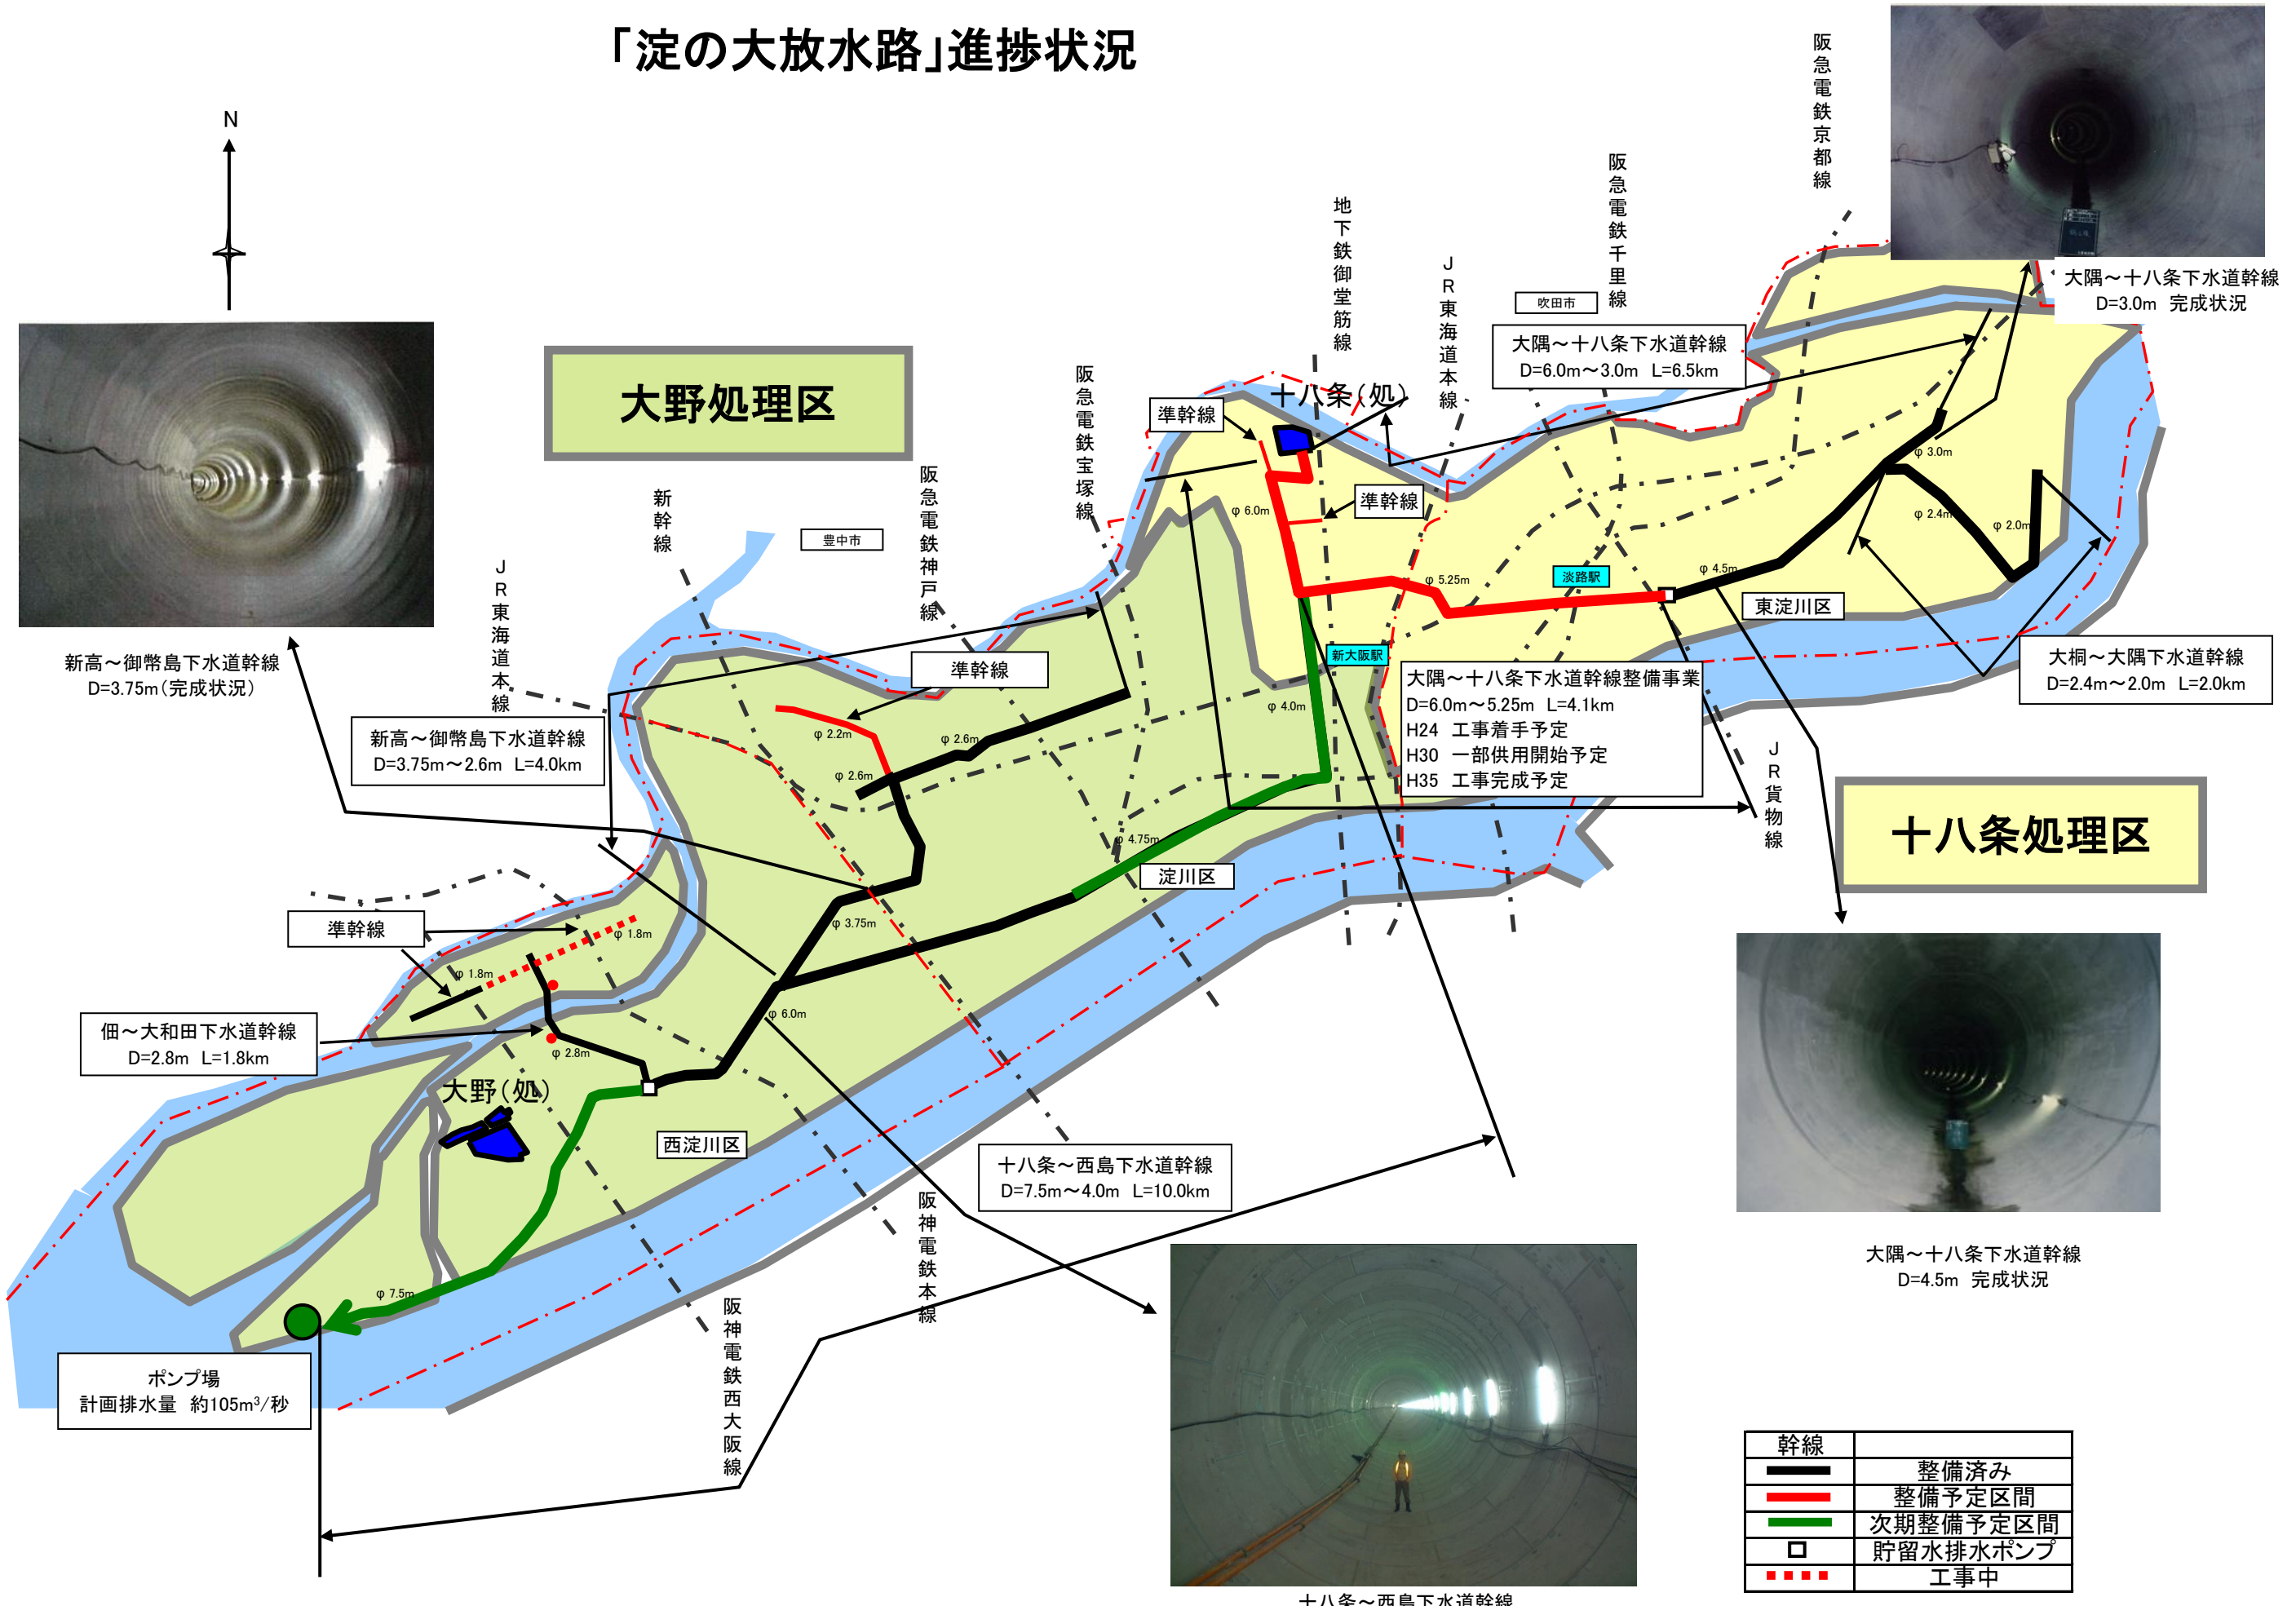 「淀の大放水路」進捗状況
N
阪急電鉄京都線
阪急電鉄千里線
地下鉄御堂筋線
JR東海道本線
吹田市
大隅～十八条下水道幹線
D=3.0m 完成状況
大隅～十八条下水道幹線
D=6.0m～3.0m L=6.5km
大野処理区
阪急電鉄宝塚線
準幹線
十八条(処)
準幹線
阪急電鉄神戸線
新幹線
豊中市
JR東海道本線
φ 6.0m
φ 3.0m
φ 2.4m
φ 2.0m
φ 4.5m
φ 5.25m
淡路駅
東淀川区
新高～御幣島下水道幹線
D=3.75m(完成状況)
準幹線
新大阪駅
大桐～大隅下水道幹線
D=2.4m～2.0m L=2.0km
大隅～十八条下水道幹線整備事業
D=6.0m～5.25m L=4.1km
H24 工事着手予定
H30 一部供用開始予定
H35 工事完成予定
新高～御幣島下水道幹線
D=3.75m～2.6m L=4.0km
φ 4.0m
φ 2.2m
φ 2.6m
φ 2.6m
JR貨物線
十八条処理区
φ 4.75m
淀川区
準幹線
φ 3.75m
φ 1.8m
φ 1.8m
佃～大和田下水道幹線
D=2.8m L=1.8km
φ 6.0m
φ 2.8m
大野(処)
西淀川区
十八条～西島下水道幹線
D=7.5m～4.0m L=10.0km
阪神電鉄本線
大隅～十八条下水道幹線
D=4.5m 完成状況
φ 7.5m
阪神電鉄西大阪線
ポンプ場
計画排水量 約105m³/秒
幹線
整備済み
整備予定区間
次期整備予定区間
貯留水排水ポンプ
工事中
十八条～西島下水道幹線